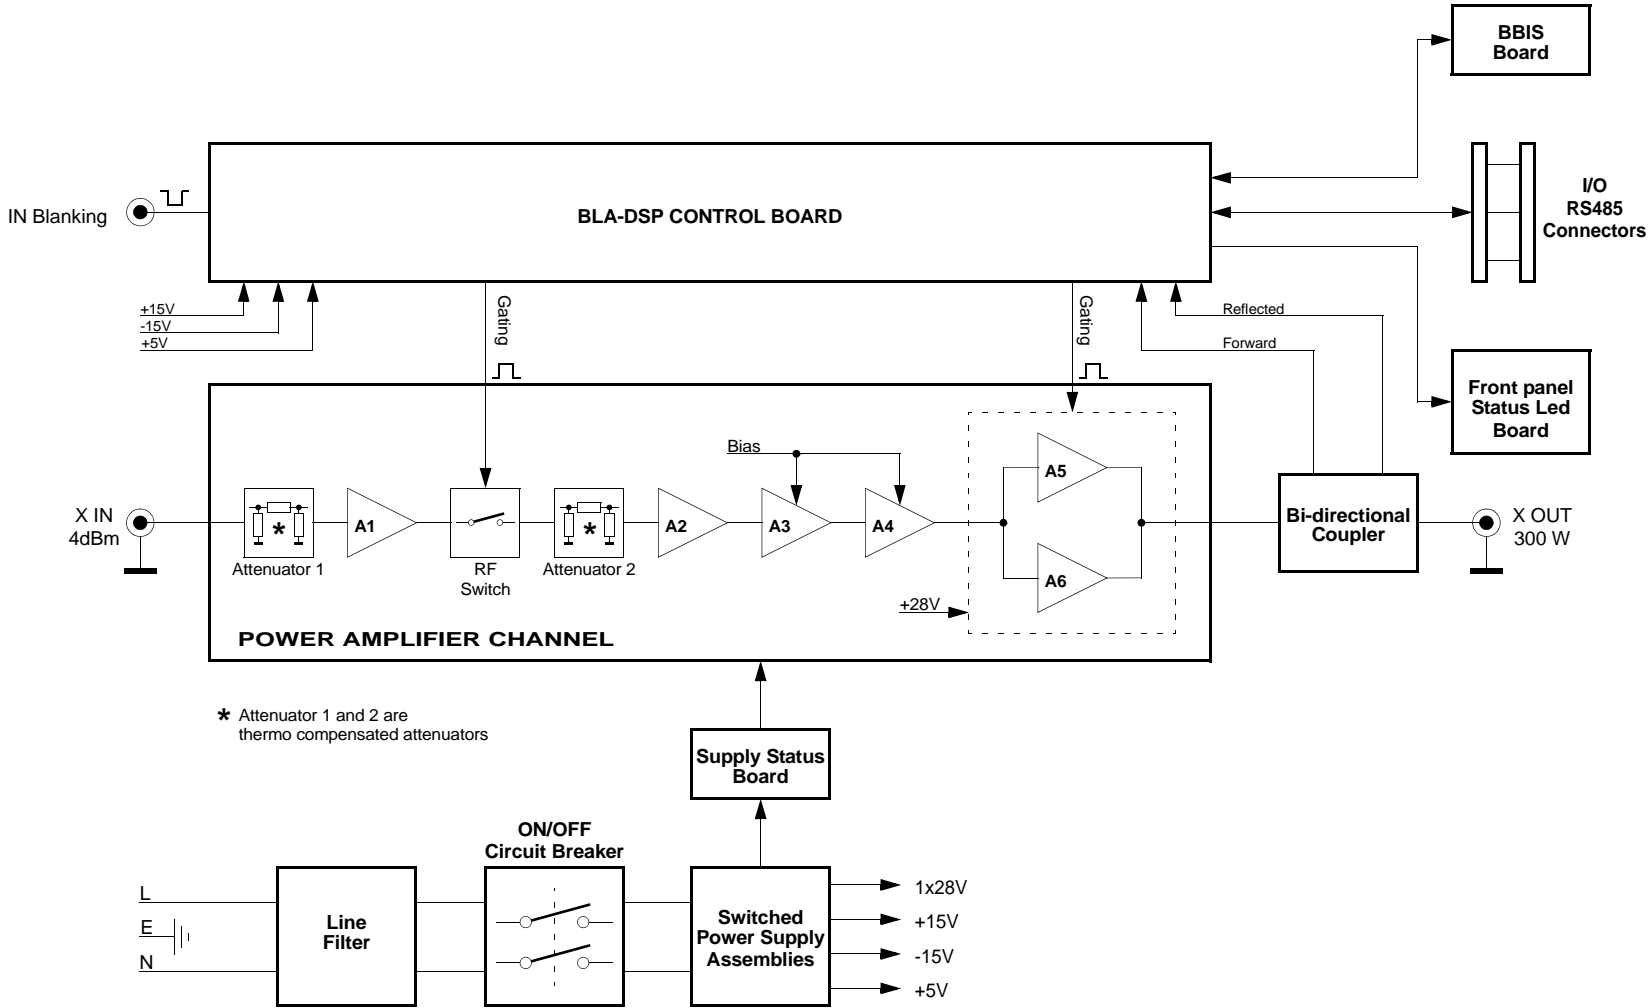 BBIS
Board
IN Blanking
BLA-DSP CONTROL BOARD
I/O
RS485
Connectors
+15V
-15V
+5V
Gating
Gating
Reflected
Forward
Front panel
Status Led
Board
X IN
4dBm
*
Attenuator 1
A1
RF
Switch
*
Attenuator 2
A2
Bias
A3
A4
A5
A6
+28V
Bi-directional
Coupler
X OUT
300 W
POWER AMPLIFIER CHANNEL
* Attenuator 1 and 2 are
thermo compensated attenuators
Supply Status
Board
ON/OFF
Circuit Breaker
L
E
N
Line
Filter
Switched
Power Supply
Assemblies
1x28V
+15V
-15V
+5V